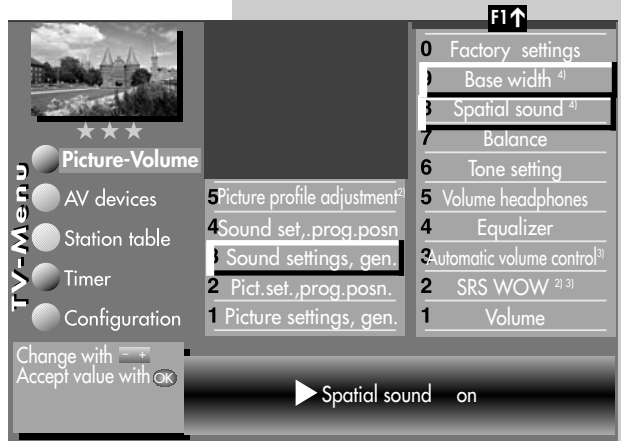 F1↑
TV-Menu
Picture-Volume
AV devices
Station table
Timer
Configuration
5 Picture profile adjustment 2)
4 Sound set,.prog.posn
3 Sound settings, gen.
2 Pict.set.,prog.posn.
1 Picture settings, gen.
0 Factory settings
9 Base width 4)
8 Spatial sound 4)
7 Balance
6 Tone setting
5 Volume headphones
4 Equalizer
3 Automatic volume control 3)
2 SRS WOW 2) 3)
1 Volume
Change with - +
Accept value with OK
Spatial sound on